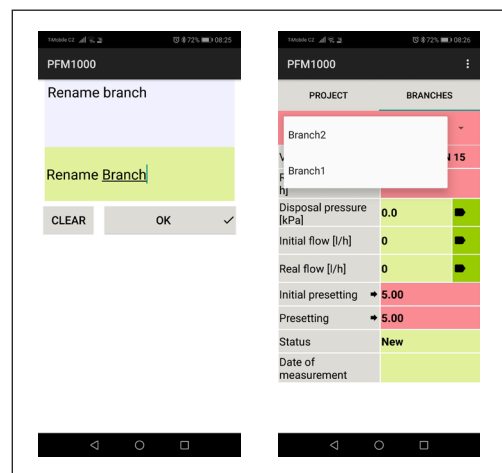 T-Mobile CZ
72% 08:25
PFM1000
Rename branch
Rename Branch
CLEAR OK
T-Mobile CZ
72% 08:26
PFM1000
PROJECT BRANCHES
Branch2
Branch1
V
N 15
R
h]
Disposal pressure
[kPa]
0.0
Initial flow [l/h] 0
Real flow [l/h] 0
Initial presetting 5.00
Presetting 5.00
Status New
Date of
measurement